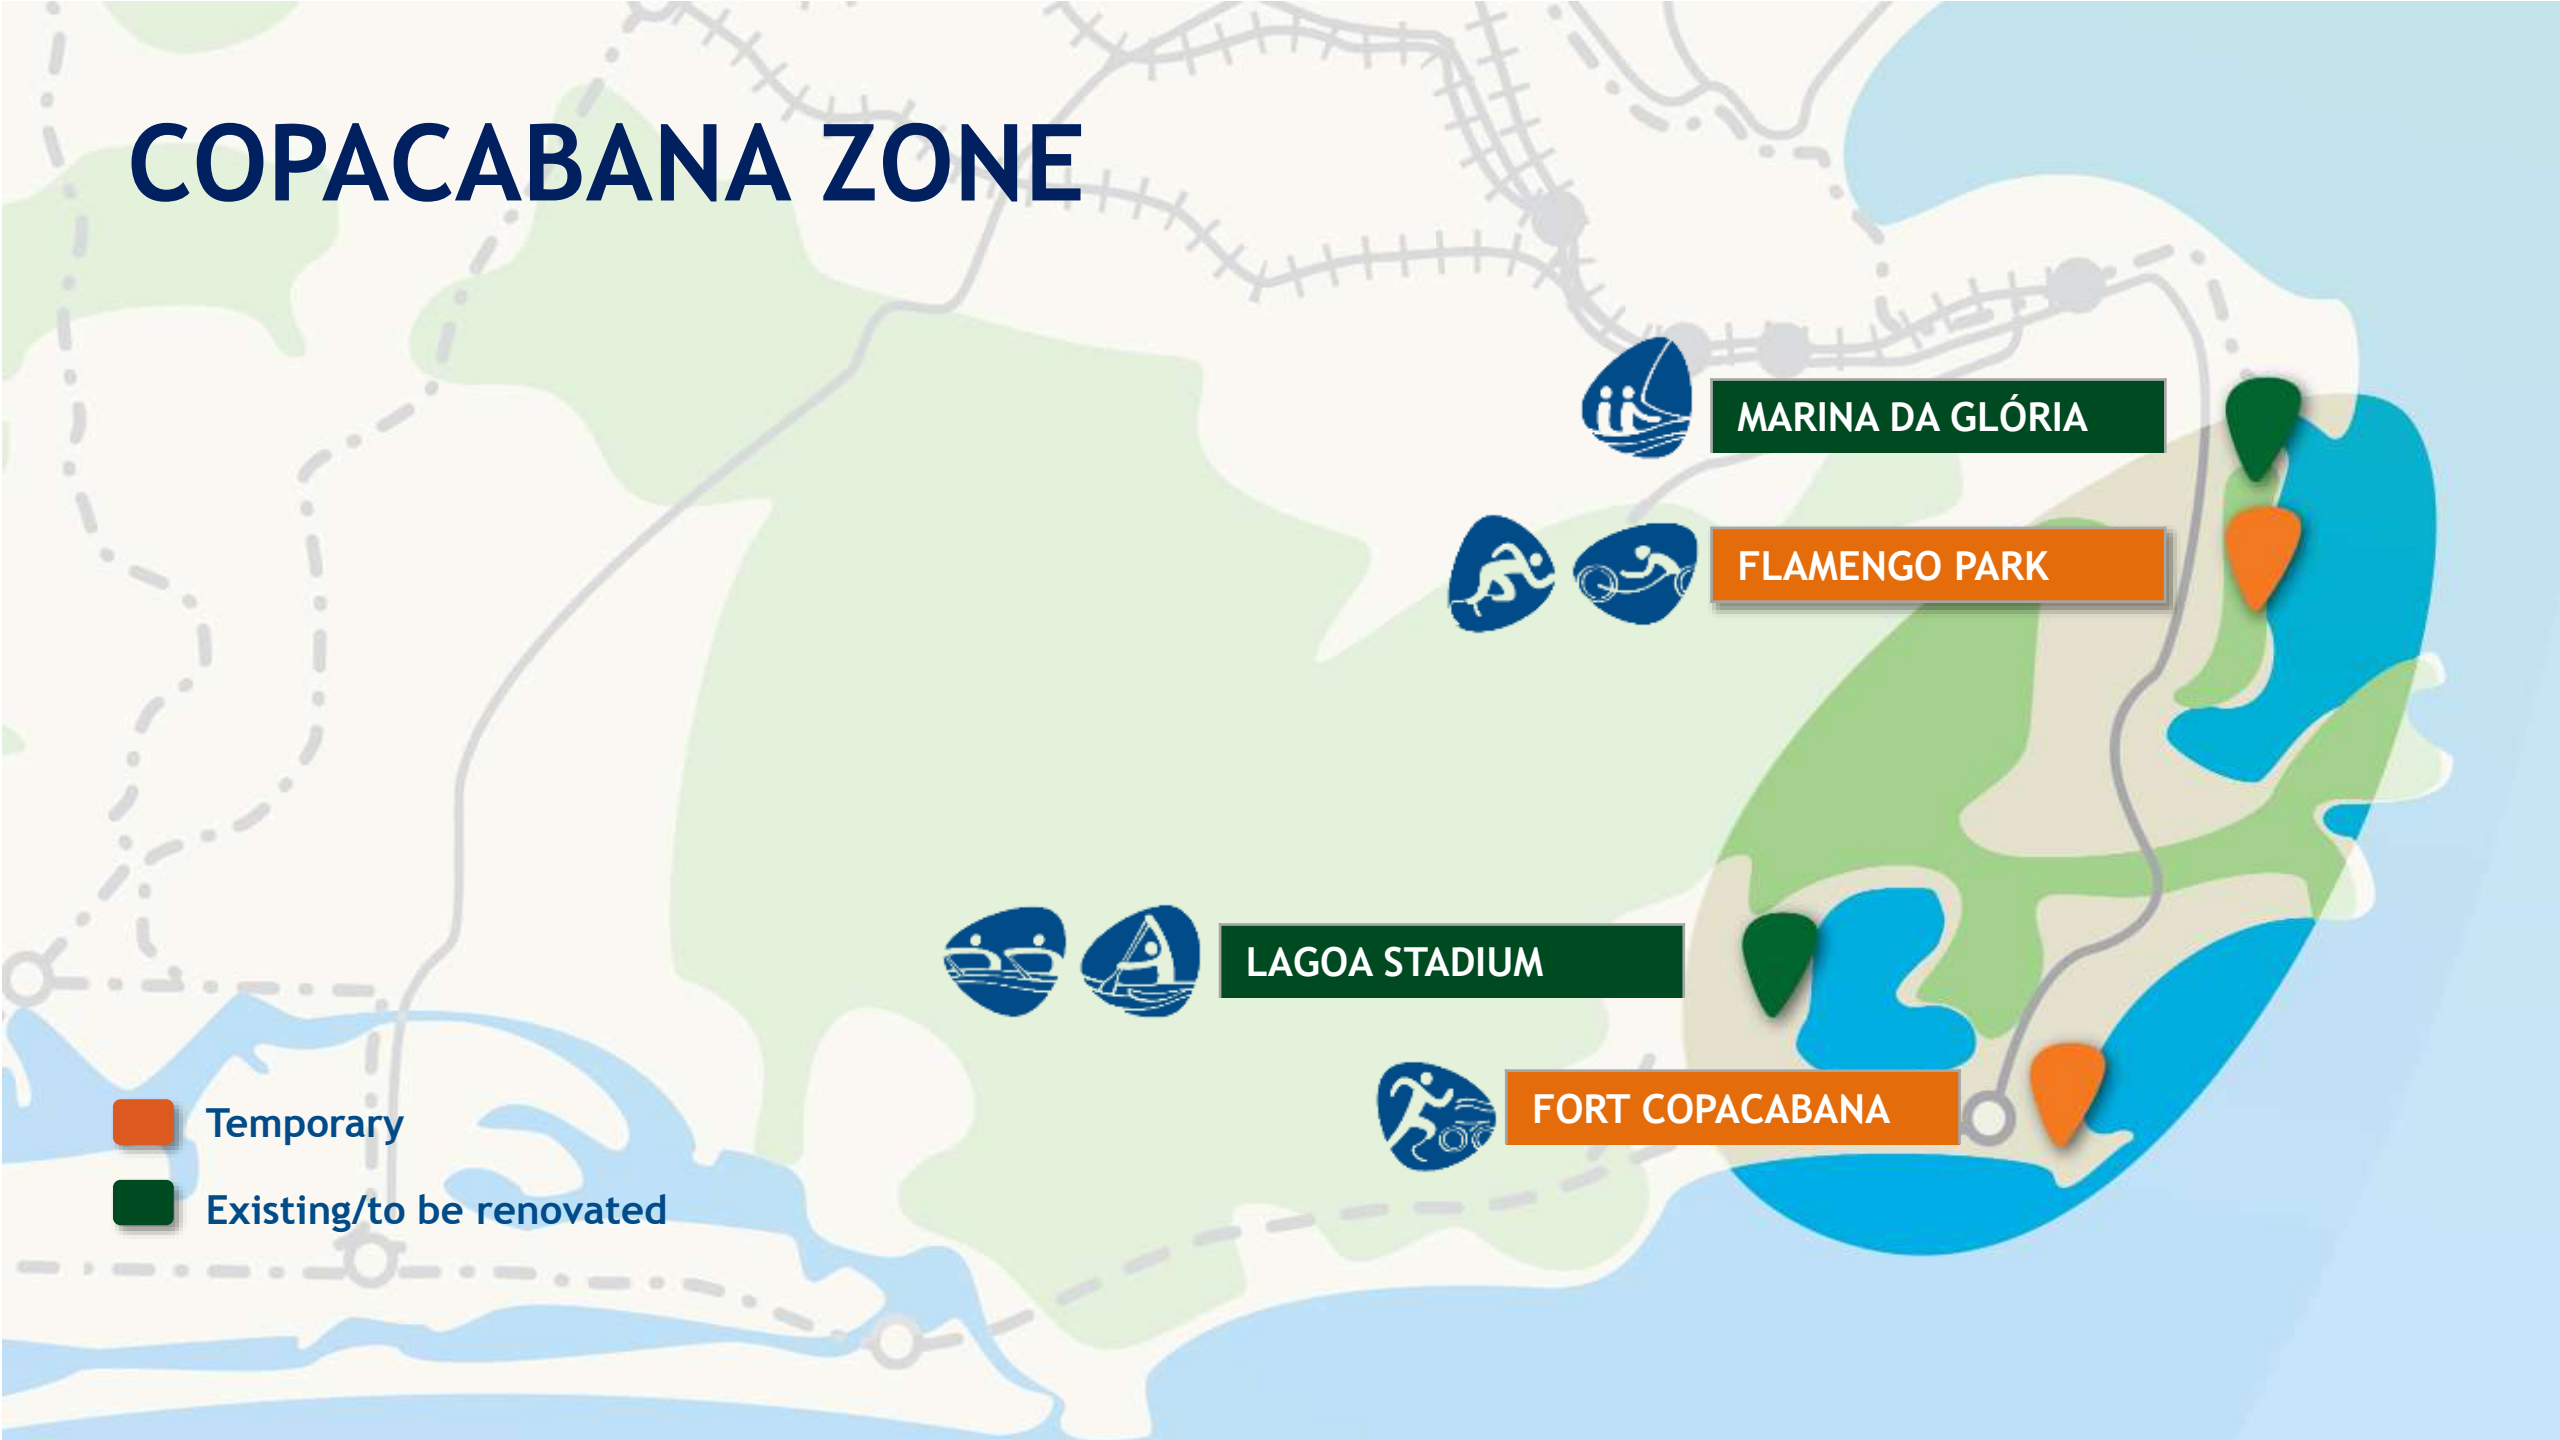 COPACABANA ZONE
MARINA DA GLÓRIA
FLAMENGO PARK
LAGOA STADIUM
FORT COPACABANA
Temporary
Existing/to be renovated